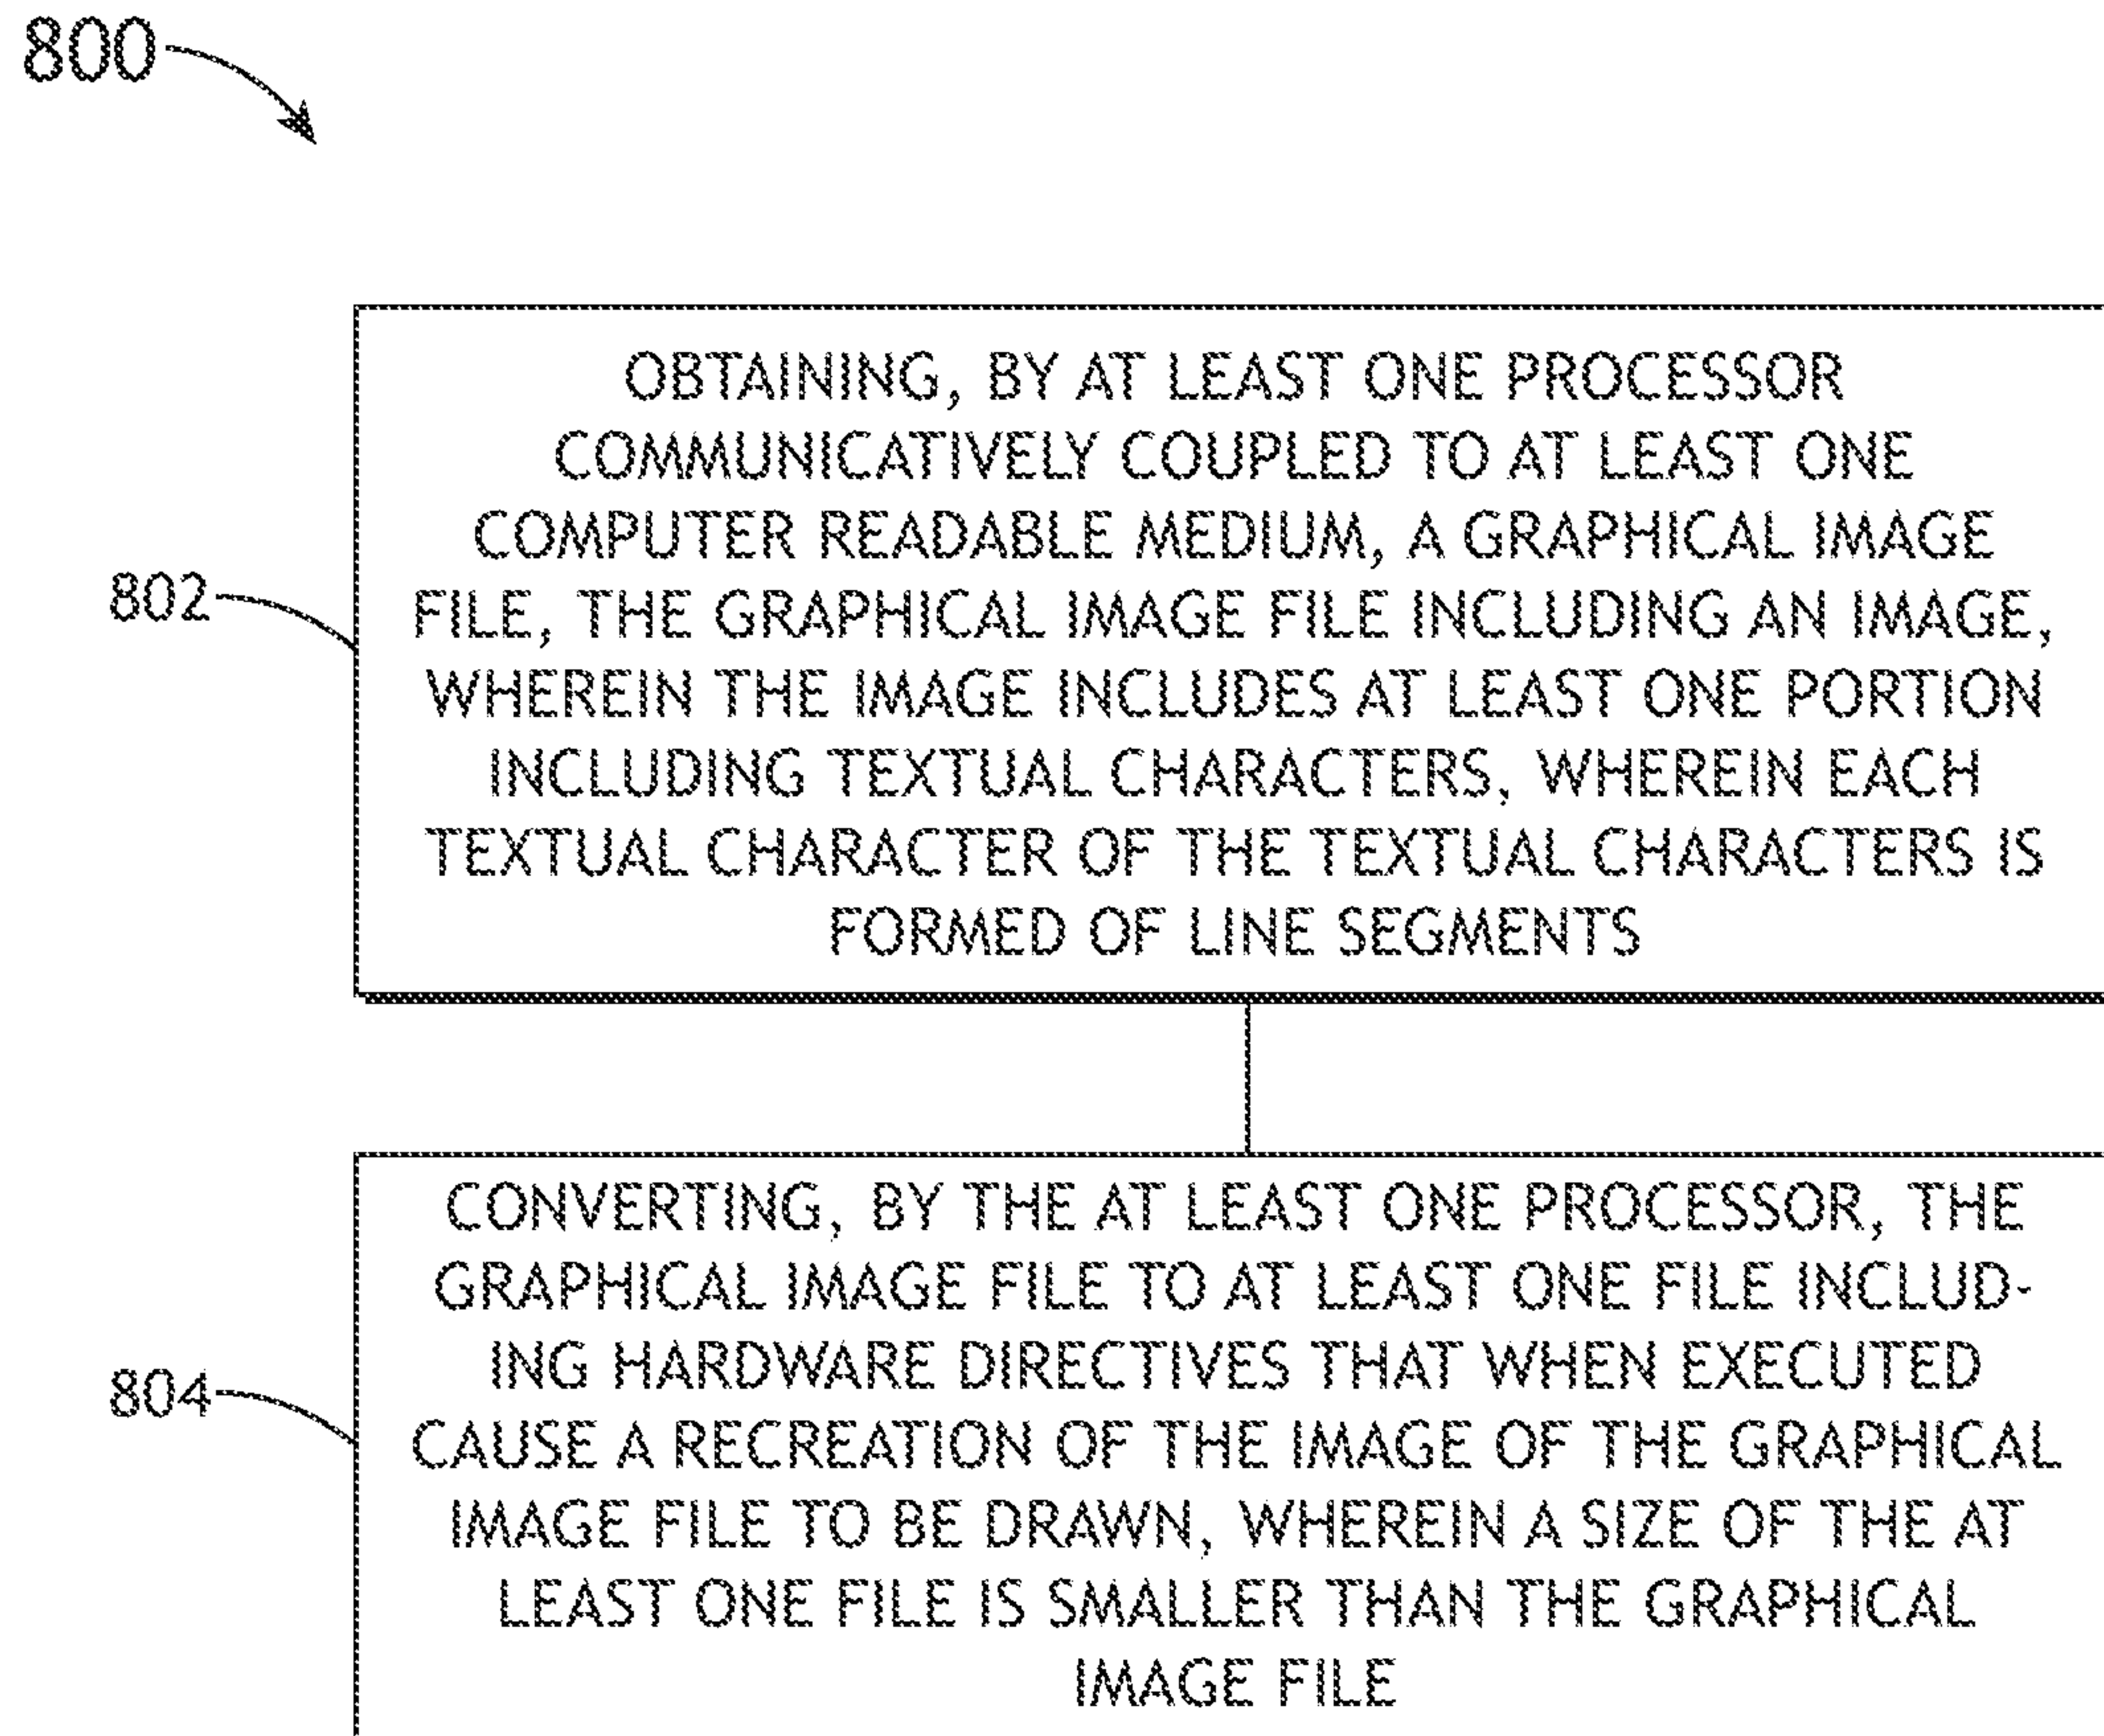 800
OBTAINING, BY AT LEAST ONE PROCESSOR
COMMUNICATIVELY COUPLED TO AT LEAST ONE
COMPUTER READABLE MEDIUM, A GRAPHICAL IMAGE
FILE, THE GRAPHICAL IMAGE FILE INCLUDING AN IMAGE,
802
WHEREIN THE IMAGE INCLUDES AT LEAST ONE PORTION
INCLUDING TEXTUAL CHARACTERS, WHEREIN EACH
TEXTUAL CHARACTER OF THE TEXTUAL CHARACTERS IS
FORMED OF LINE SEGMENTS
CONVERTING, BY THE AT LEAST ONE PROCESSOR, THE
GRAPHICAL IMAGE FILE TO AT LEAST ONE FILE INCLUD-
ING HARDWARE DIRECTIVES THAT WHEN EXECUTED
804
CAUSE A RECREATION OF THE IMAGE OF THE GRAPHICAL
IMAGE FILE TO BE DRAWN, WHEREIN A SIZE OF THE AT
LEAST ONE FILE IS SMALLER THAN THE GRAPHICAL
IMAGE FILE